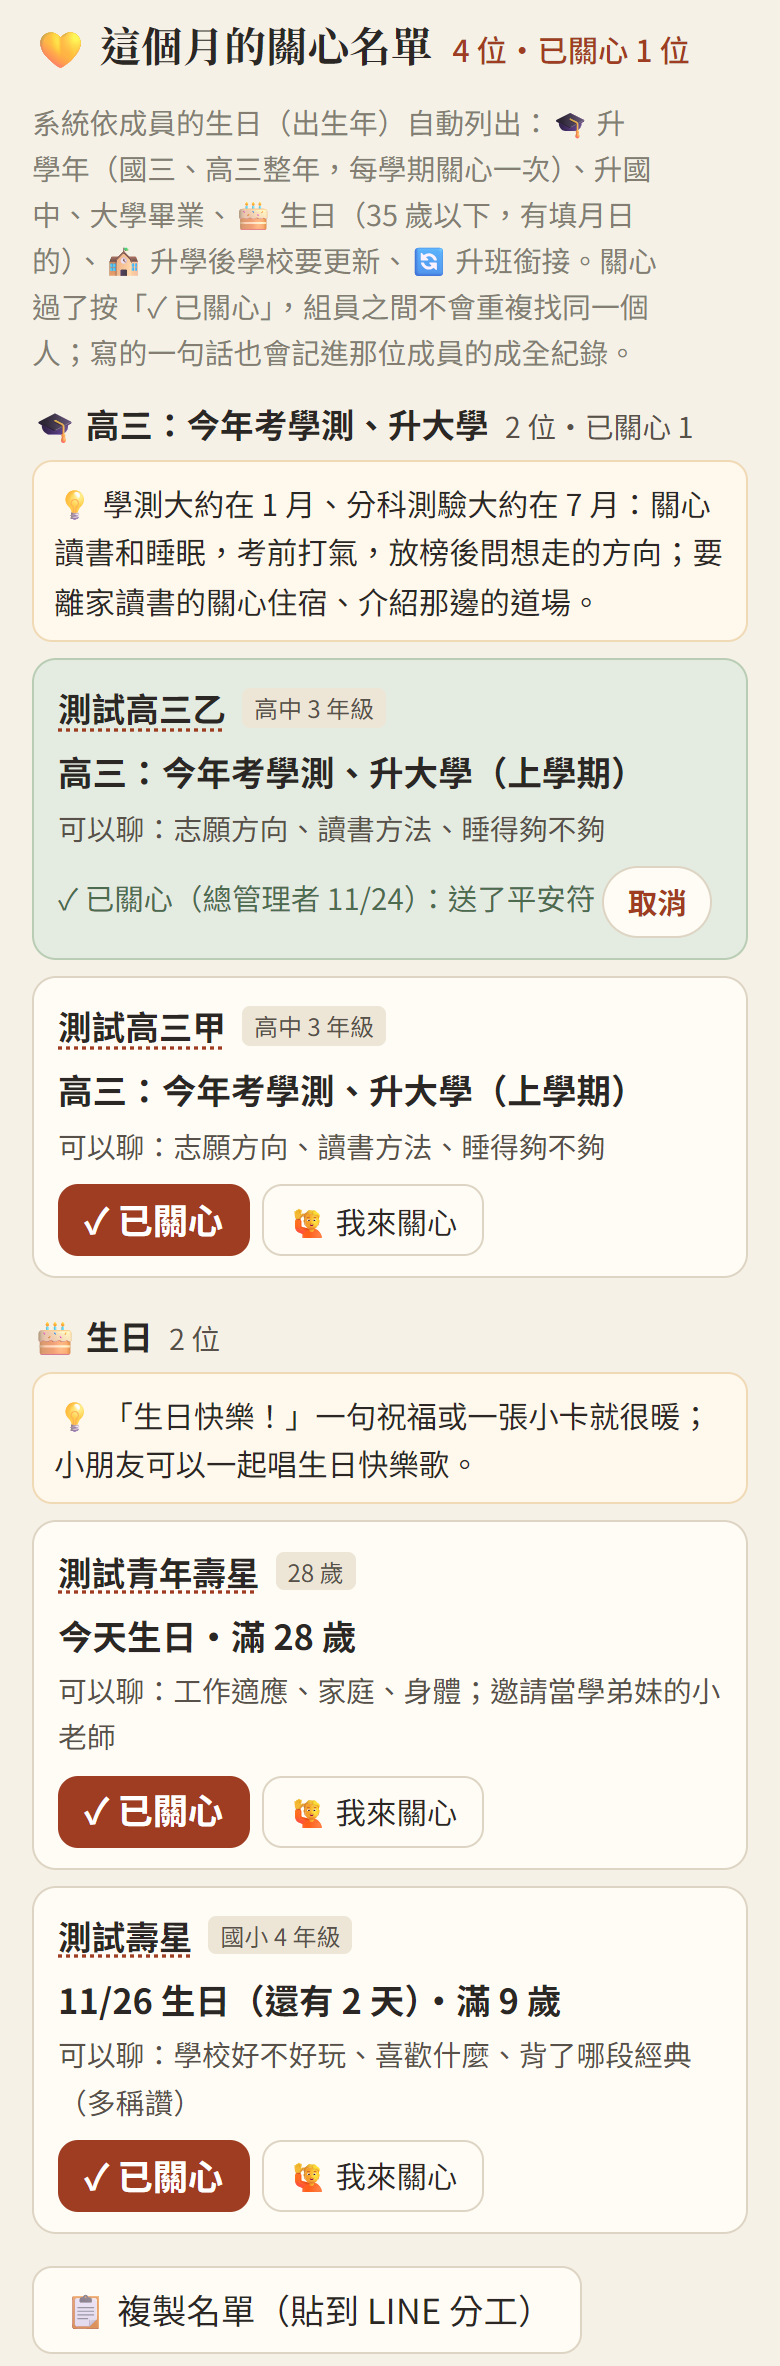 💛 這個月的關心名單 4 位・已關心 1 位
系統依成員的生日（出生年）自動列出：🎓 升
學年（國三、高三整年，每學期關心一次）、升國
中、大學畢業、🎂 生日（35 歲以下，有填月日
的）、🏫 升學後學校要更新、🔄 升班銜接。關心
過了按「✓ 已關心」，組員之間不會重複找同一個
人；寫的一句話也會記進那位成員的成全紀錄。
🎓 高三：今年考學測、升大學 2 位・已關心 1
💡 學測大約在 1 月、分科測驗大約在 7 月：關心
讀書和睡眠，考前打氣，放榜後問想走的方向；要
離家讀書的關心住宿、介紹那邊的道場。
測試高三乙 高中 3 年級
高三：今年考學測、升大學（上學期）
可以聊：志願方向、讀書方法、睡得夠不夠
✓ 已關心（總管理者 11/24）：送了平安符 取消
測試高三甲 高中 3 年級
高三：今年考學測、升大學（上學期）
可以聊：志願方向、讀書方法、睡得夠不夠
✓ 已關心 🙋 我來關心
🎂 生日 2 位
💡 「生日快樂！」一句祝福或一張小卡就很暖；
小朋友可以一起唱生日快樂歌。
測試青年壽星 28 歲
今天生日・滿 28 歲
可以聊：工作適應、家庭、身體；邀請當學弟妹的小
老師
✓ 已關心 🙋 我來關心
測試壽星 國小 4 年級
11/26 生日（還有 2 天）・滿 9 歲
可以聊：學校好不好玩、喜歡什麼、背了哪段經典
（多稱讚）
✓ 已關心 🙋 我來關心
📋 複製名單（貼到 LINE 分工）